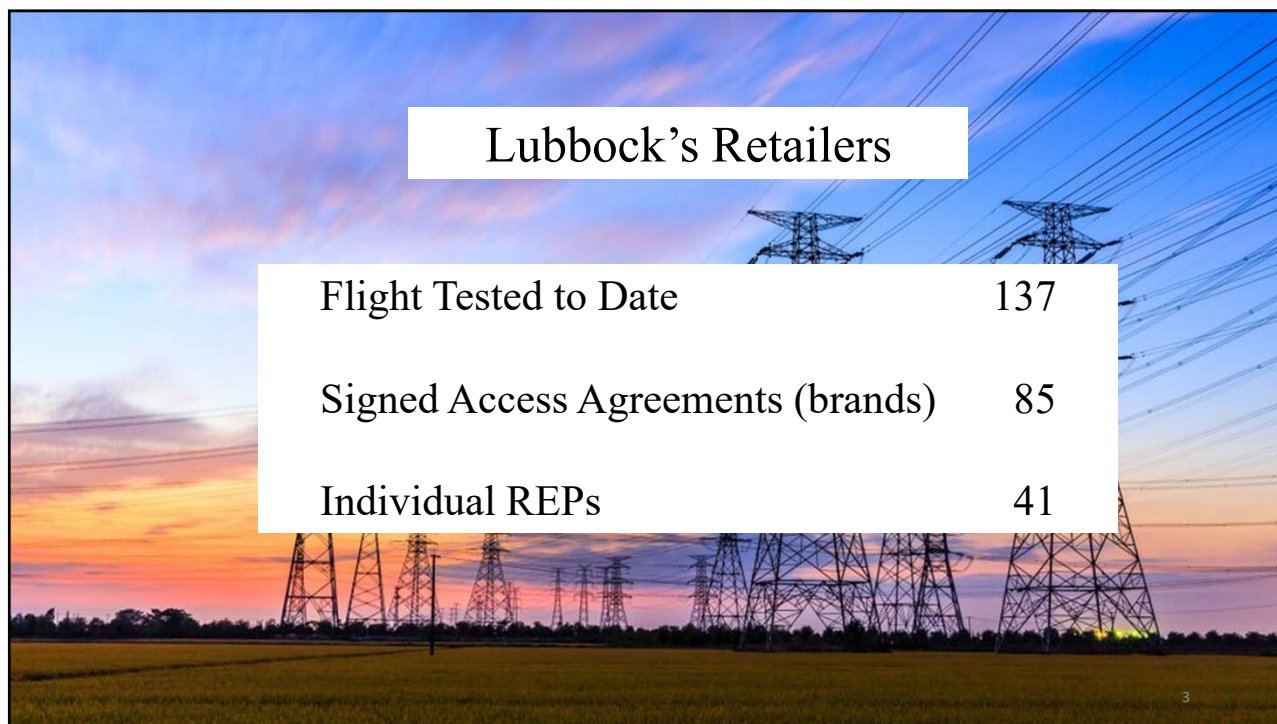 Lubbock’s Retailers
Flight Tested to Date 137
Signed Access Agreements (brands) 85
Individual REPs 41
3